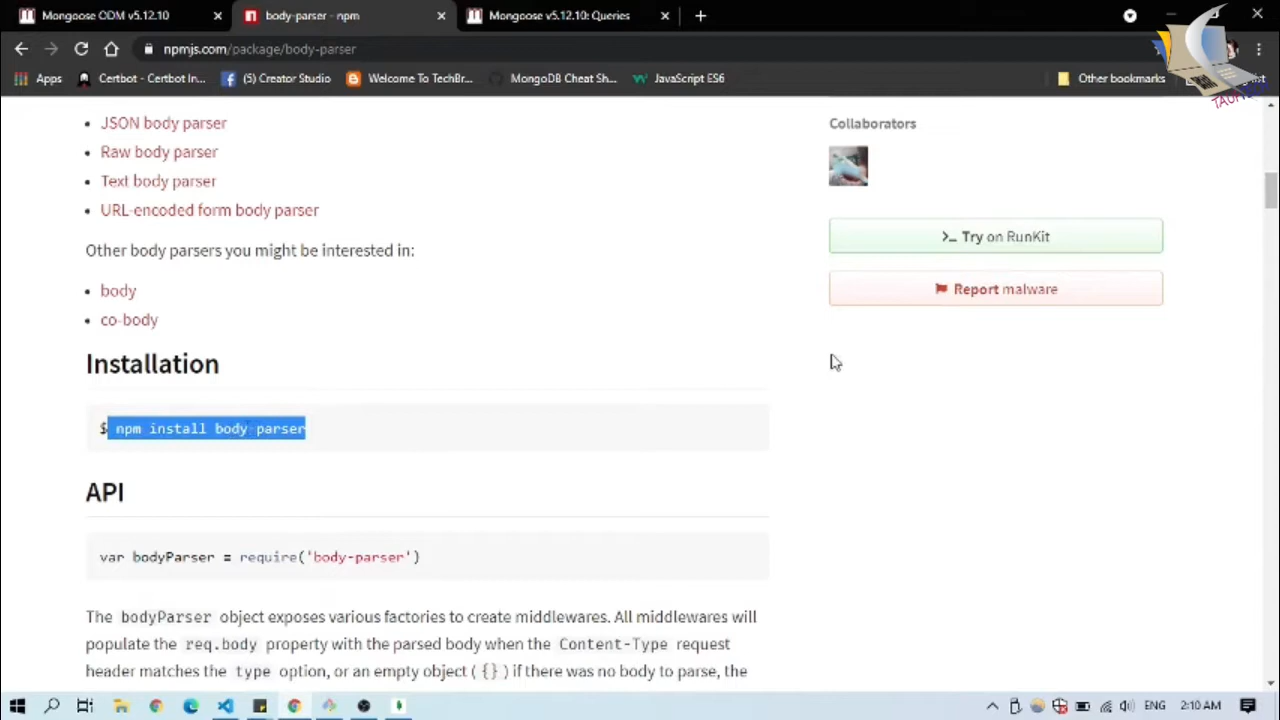 Mongoose ODM v5.12.10
body-parser - npm
Mongoose v5.12.10: Queries
npmjs.com/package/body-parser
Apps
Certbot - Certbot In...
(5) Creator Studio
Welcome To TechBr...
MongoDB Cheat Sh...
JavaScript ES6
Other bookmarks
JSON body parser
Raw body parser
Text body parser
URL-encoded form body parser
Other body parsers you might be interested in:
body
co-body
Installation
$ npm install body-parser
API
var bodyParser = require('body-parser')
The bodyParser object exposes various factories to create middlewares. All middlewares will
populate the req.body property with the parsed body when the Content-Type request
header matches the type option, or an empty object ( {} ) if there was no body to parse, the
Collaborators
>_ Try on RunKit
Report malware
ENG
2:10 AM